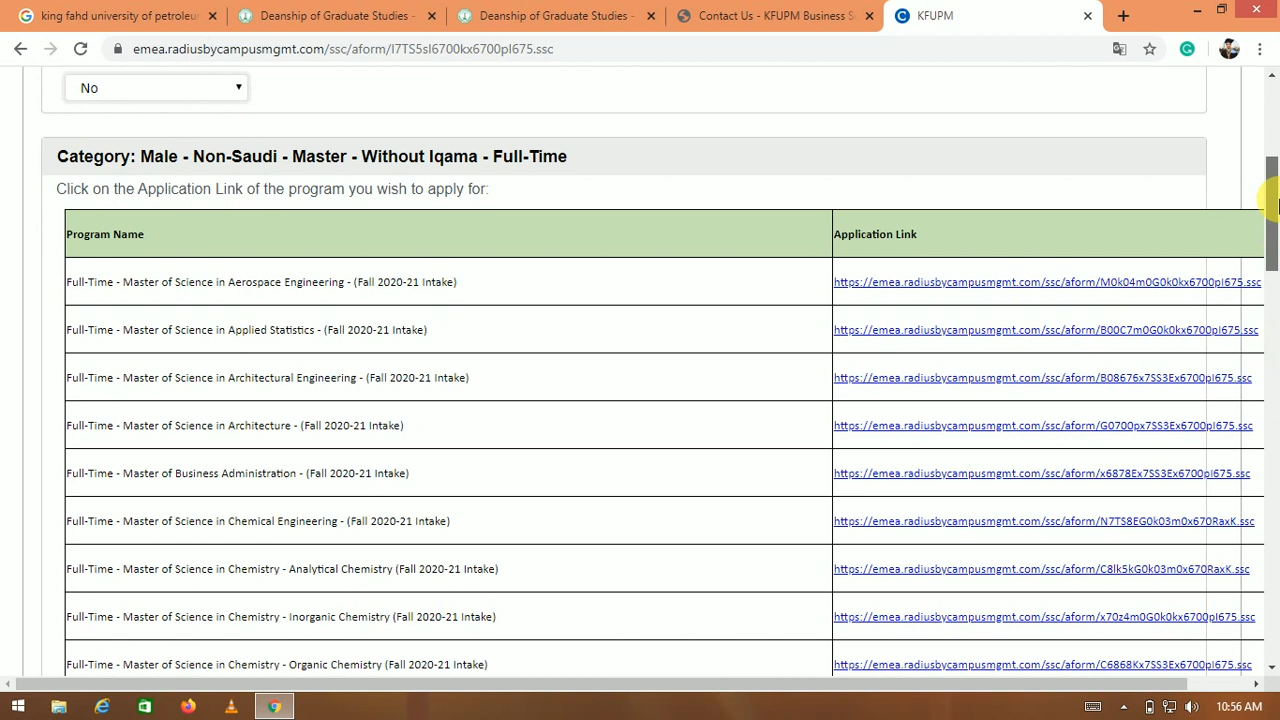 king fahd university of petroleu
Deanship of Graduate Studies -
Deanship of Graduate Studies -
Contact Us - KFUPM Business S
KFUPM
emea.radiusbycampusmgmt.com/ssc/aform/I7TS5sI6700kx6700pI675.ssc
No
Category: Male - Non-Saudi - Master - Without Iqama - Full-Time
Click on the Application Link of the program you wish to apply for:
Program Name Application Link
Full-Time - Master of Science in Aerospace Engineering - (Fall 2020-21 Intake) https://emea.radiusbycampusmgmt.com/ssc/aform/M0k04m0G0k0kx6700pI675.ssc
Full-Time - Master of Science in Applied Statistics - (Fall 2020-21 Intake) https://emea.radiusbycampusmgmt.com/ssc/aform/B00C7m0G0k0kx6700pI675.ssc
Full-Time - Master of Science in Architectural Engineering - (Fall 2020-21 Intake) https://emea.radiusbycampusmgmt.com/ssc/aform/B08676x7SS3Ex6700pI675.ssc
Full-Time - Master of Science in Architecture - (Fall 2020-21 Intake) https://emea.radiusbycampusmgmt.com/ssc/aform/G0700px7SS3Ex6700pI675.ssc
Full-Time - Master of Business Administration - (Fall 2020-21 Intake) https://emea.radiusbycampusmgmt.com/ssc/aform/x6878Ex7SS3Ex6700pI675.ssc
Full-Time - Master of Science in Chemical Engineering - (Fall 2020-21 Intake) https://emea.radiusbycampusmgmt.com/ssc/aform/N7TS8EG0k03m0x670RaxK.ssc
Full-Time - Master of Science in Chemistry - Analytical Chemistry (Fall 2020-21 Intake) https://emea.radiusbycampusmgmt.com/ssc/aform/C8lk5kG0k03m0x670RaxK.ssc
Full-Time - Master of Science in Chemistry - Inorganic Chemistry (Fall 2020-21 Intake) https://emea.radiusbycampusmgmt.com/ssc/aform/x70z4m0G0k0kx6700pI675.ssc
Full-Time - Master of Science in Chemistry - Organic Chemistry (Fall 2020-21 Intake) https://emea.radiusbycampusmgmt.com/ssc/aform/C6868Kx7SS3Ex6700pI675.ssc
10:56 AM